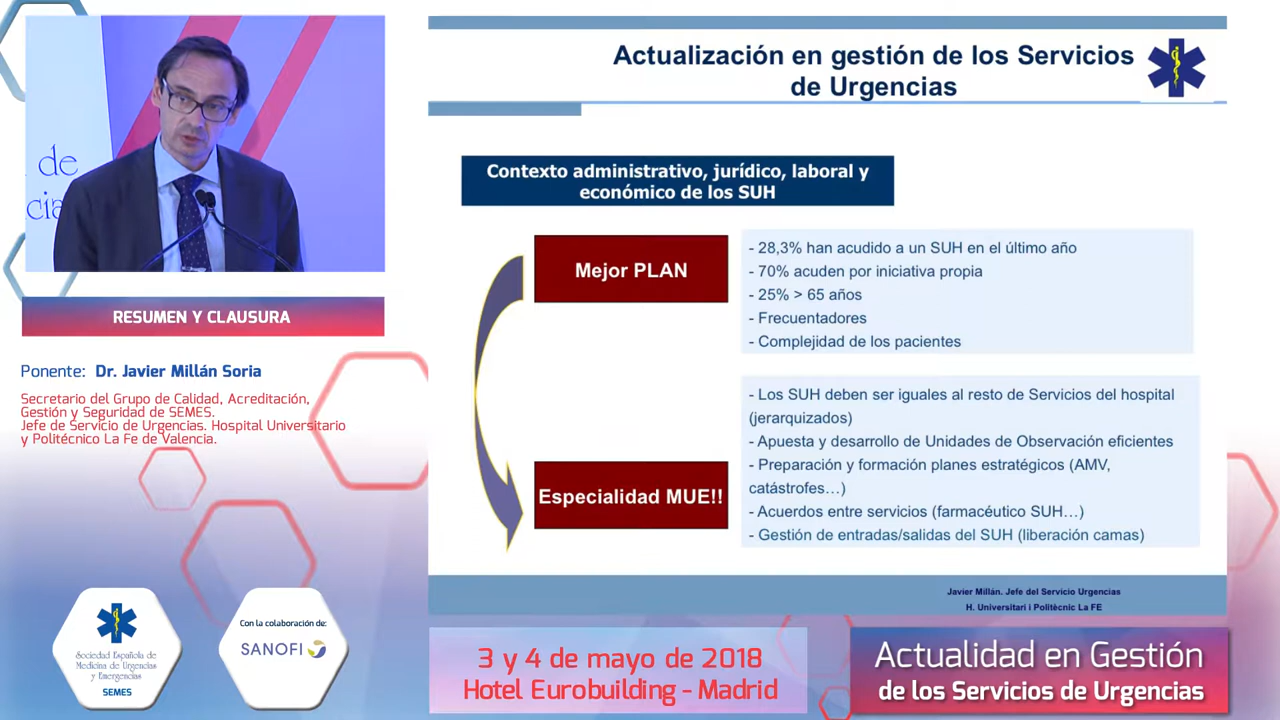 de
cia
RESUMEN Y CLAUSURA
Ponente: Dr. Javier Millán Soria
Secretario del Grupo de Calidad, Acreditación,
Gestión y Seguridad de SEMES.
Jefe de Servicio de Urgencias. Hospital Universitario
y Politécnico La Fe de Valencia.
Sociedad Española de
Medicina de Urgencias
y Emergencias
SEMES
Con la colaboración de:
SANOFI
Actualización en gestión de los Servicios
de Urgencias
Contexto administrativo, jurídico, laboral y
económico de los SUH
Mejor PLAN
- 28,3% han acudido a un SUH en el último año
- 70% acuden por iniciativa propia
- 25% > 65 años
- Frecuentadores
- Complejidad de los pacientes
Especialidad MUE!!
- Los SUH deben ser iguales al resto de Servicios del hospital
(jerarquizados)
- Apuesta y desarrollo de Unidades de Observación eficientes
- Preparación y formación planes estratégicos (AMV,
catástrofes…)
- Acuerdos entre servicios (farmacéutico SUH…)
- Gestión de entradas/salidas del SUH (liberación camas)
Javier Millán. Jefe del Servicio Urgencias
H. Universitari i Politècnic La FE
3 y 4 de mayo de 2018
Hotel Eurobuilding - Madrid
Actualidad en Gestión
de los Servicios de Urgencias